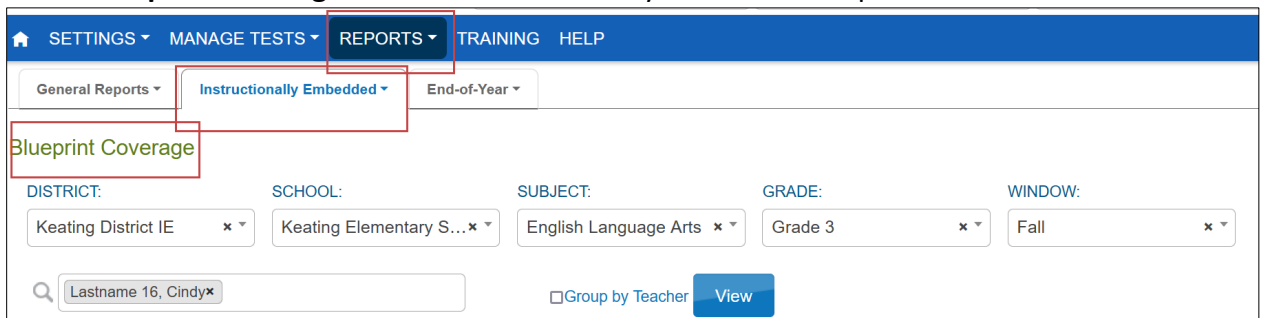 SETTINGS MANAGE TESTS REPORTS TRAINING HELP
General Reports Instructionally Embedded End-of-Year
Blueprint Coverage
DISTRICT: SCHOOL: SUBJECT: GRADE: WINDOW:
Keating District IE × Keating Elementary S...× English Language Arts × Grade 3 × Fall ×
Lastname 16, Cindy× Group by Teacher View